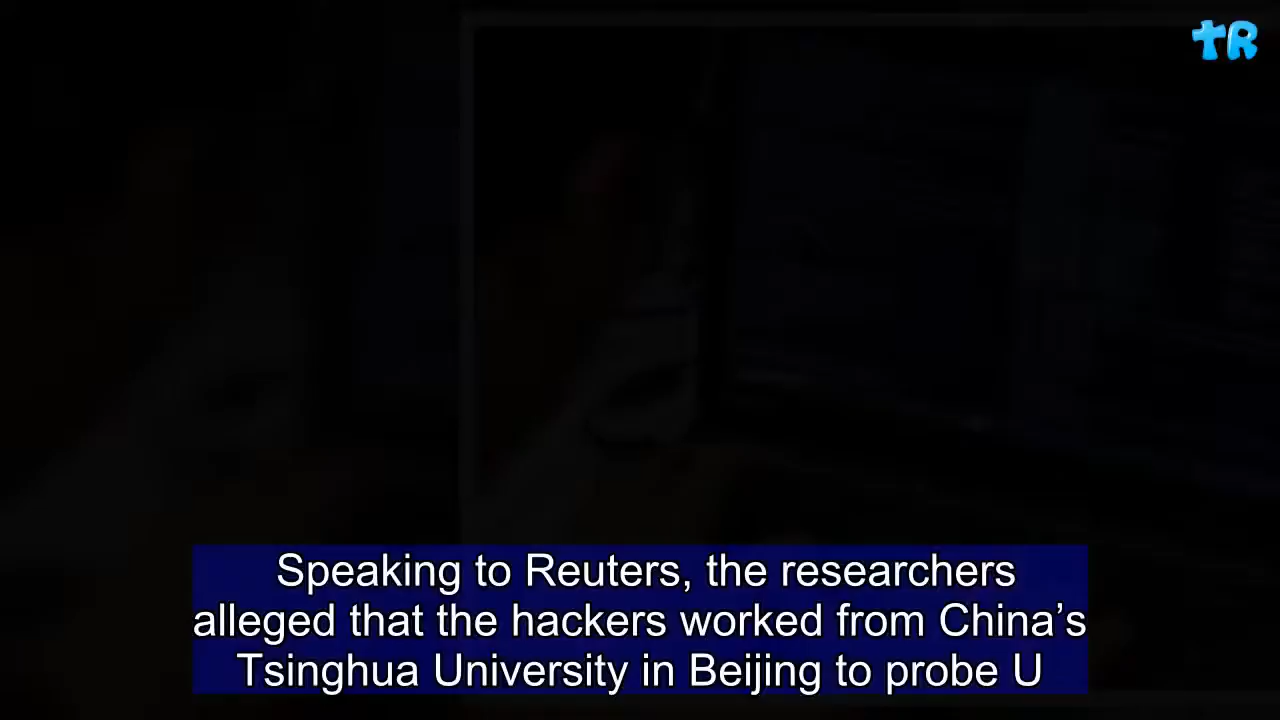 TR
Speaking to Reuters, the researchers
alleged that the hackers worked from China’s
Tsinghua University in Beijing to probe U